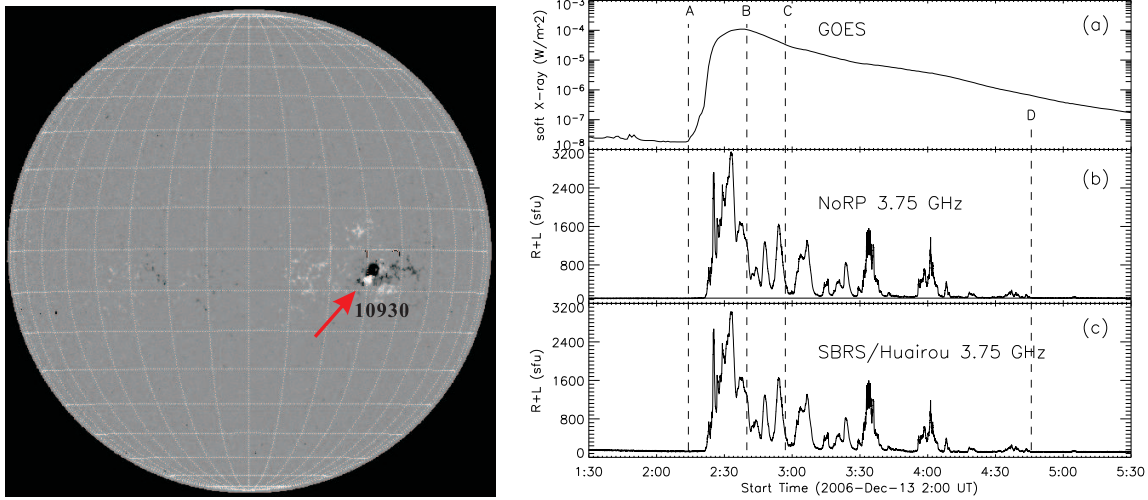 10930
A B C
10⁻³
GOES
(a)
10⁻⁴
10⁻⁵
10⁻⁶
10⁻⁷
10⁻⁸
soft X-ray (W/m^2)
D
3200
(b)
2400
NoRP 3.75 GHz
1600
800
0
R+L (sfu)
3200
(c)
2400
SBRS/Huairou 3.75 GHz
1600
800
0
R+L (sfu)
1:30 2:00 2:30 3:00 3:30 4:00 4:30 5:00 5:30
Start Time (2006-Dec-13 2:00 UT)